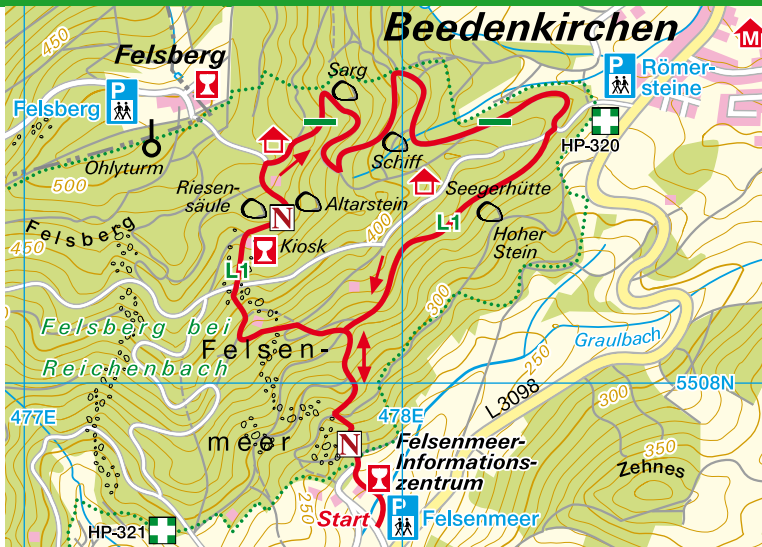 Beedenkirchen
450
Felsberg
Sarg
P
Römer-
steine
M
P
Felsberg
HP-320
Ohlyturm
Schiff
500
Riesen-
säule
Altarstein
Seegerhütte
N
Felsberg
400
L1
Hoher
Stein
450
Kiosk
L1
300
Felsberg bei
Reichenbach
Felsen-
meer
Graulbach
250
L3098
477E
478E
5508N
300
350
Zehnes
N
Felsenmeer-
Informations-
zentrum
250
Start
P
Felsenmeer
HP-321